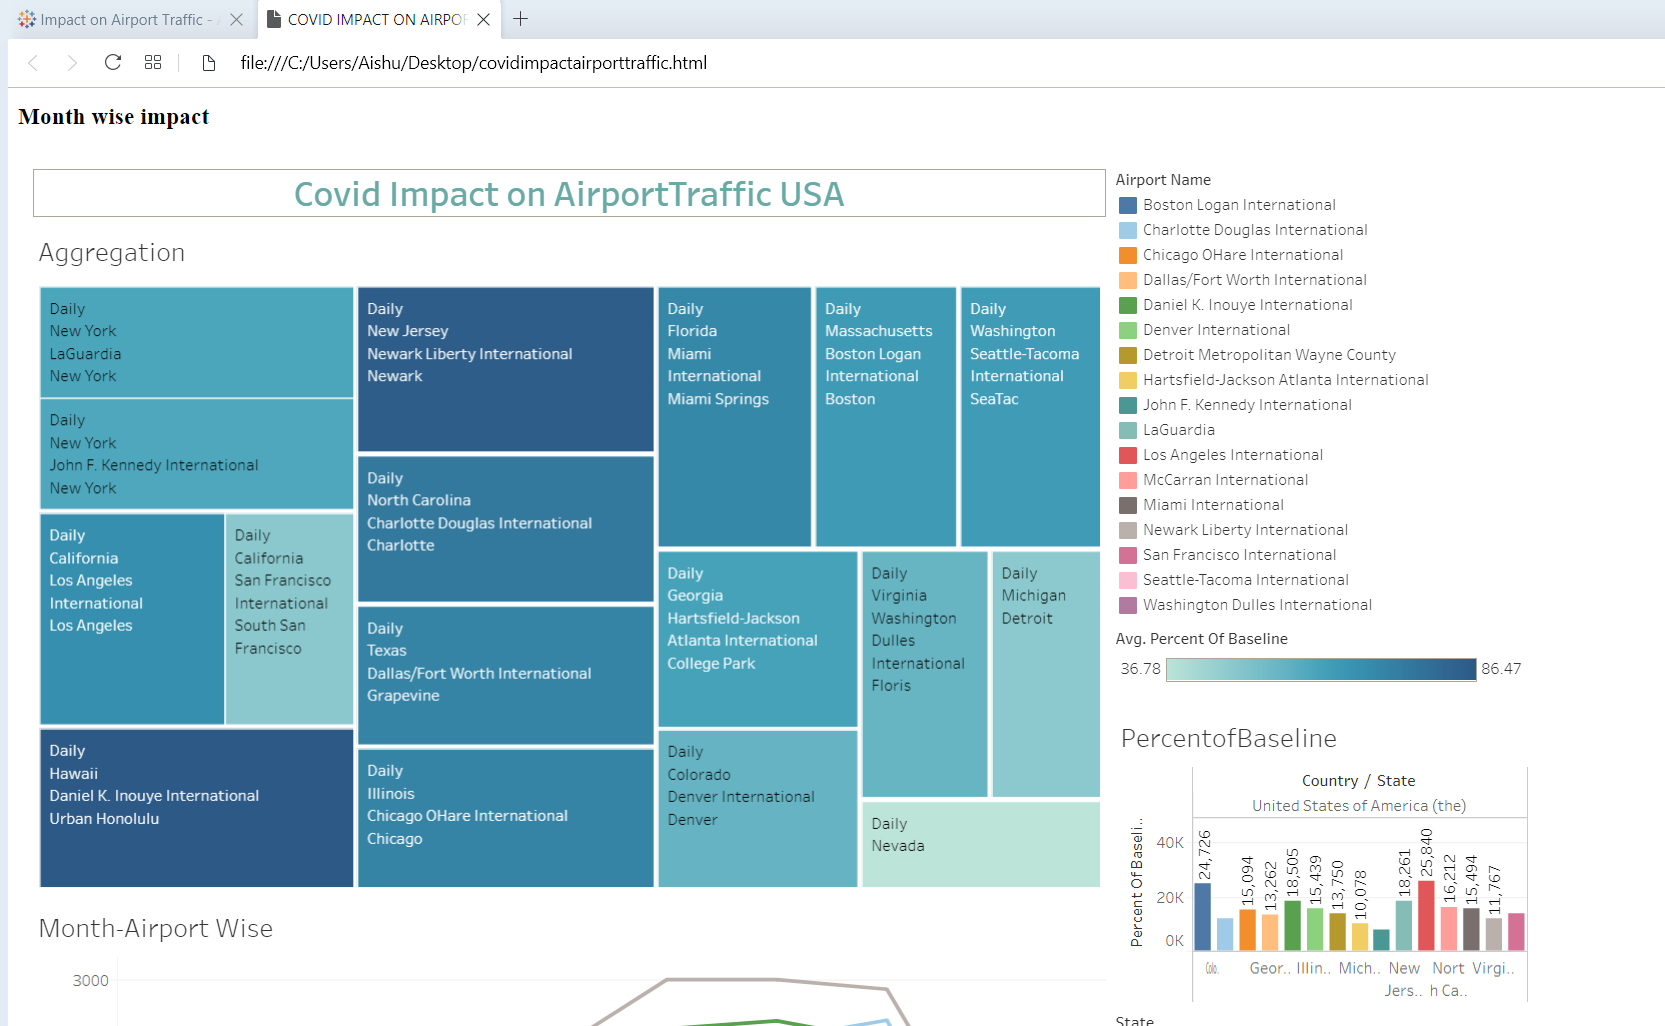 Impact on Airport Traffic -
COVID IMPACT ON AIRPOR
file:///C:/Users/Aishu/Desktop/covidimpactairporttraffic.html
Month wise impact
Covid Impact on AirportTraffic USA
Aggregation
Daily
New York
LaGuardia
New York
Daily
New York
John F. Kennedy International
New York
Daily
California
Los Angeles
International
Los Angeles
Daily
California
San Francisco
International
South San
Francisco
Daily
Hawaii
Daniel K. Inouye International
Urban Honolulu
Daily
New Jersey
Newark Liberty International
Newark
Daily
North Carolina
Charlotte Douglas International
Charlotte
Daily
Texas
Dallas/Fort Worth International
Grapevine
Daily
Illinois
Chicago OHare International
Chicago
Daily
Florida
Miami
International
Miami Springs
Daily
Massachusetts
Boston Logan
International
Boston
Daily
Washington
Seattle-Tacoma
International
SeaTac
Daily
Georgia
Hartsfield-Jackson
Atlanta International
College Park
Daily
Virginia
Washington
Dulles
International
Floris
Daily
Michigan
Detroit
Daily
Colorado
Denver International
Denver
Daily
Nevada
Airport Name
Boston Logan International
Charlotte Douglas International
Chicago OHare International
Dallas/Fort Worth International
Daniel K. Inouye International
Denver International
Detroit Metropolitan Wayne County
Hartsfield-Jackson Atlanta International
John F. Kennedy International
LaGuardia
Los Angeles International
McCarran International
Miami International
Newark Liberty International
San Francisco International
Seattle-Tacoma International
Washington Dulles International
Avg. Percent Of Baseline
36.78 86.47
PercentofBaseline
Country / State
United States of America (the)
Percent Of Baseli..
40K
20K
0K
24,726
15,094
13,262
18,505
15,439
13,750
10,078
18,261
25,840
16,212
15,494
11,767
Colo.
Geor.. Illin.. Mich.. New Nort Virgi..
Jers.. h Ca..
State
Month-Airport Wise
3000